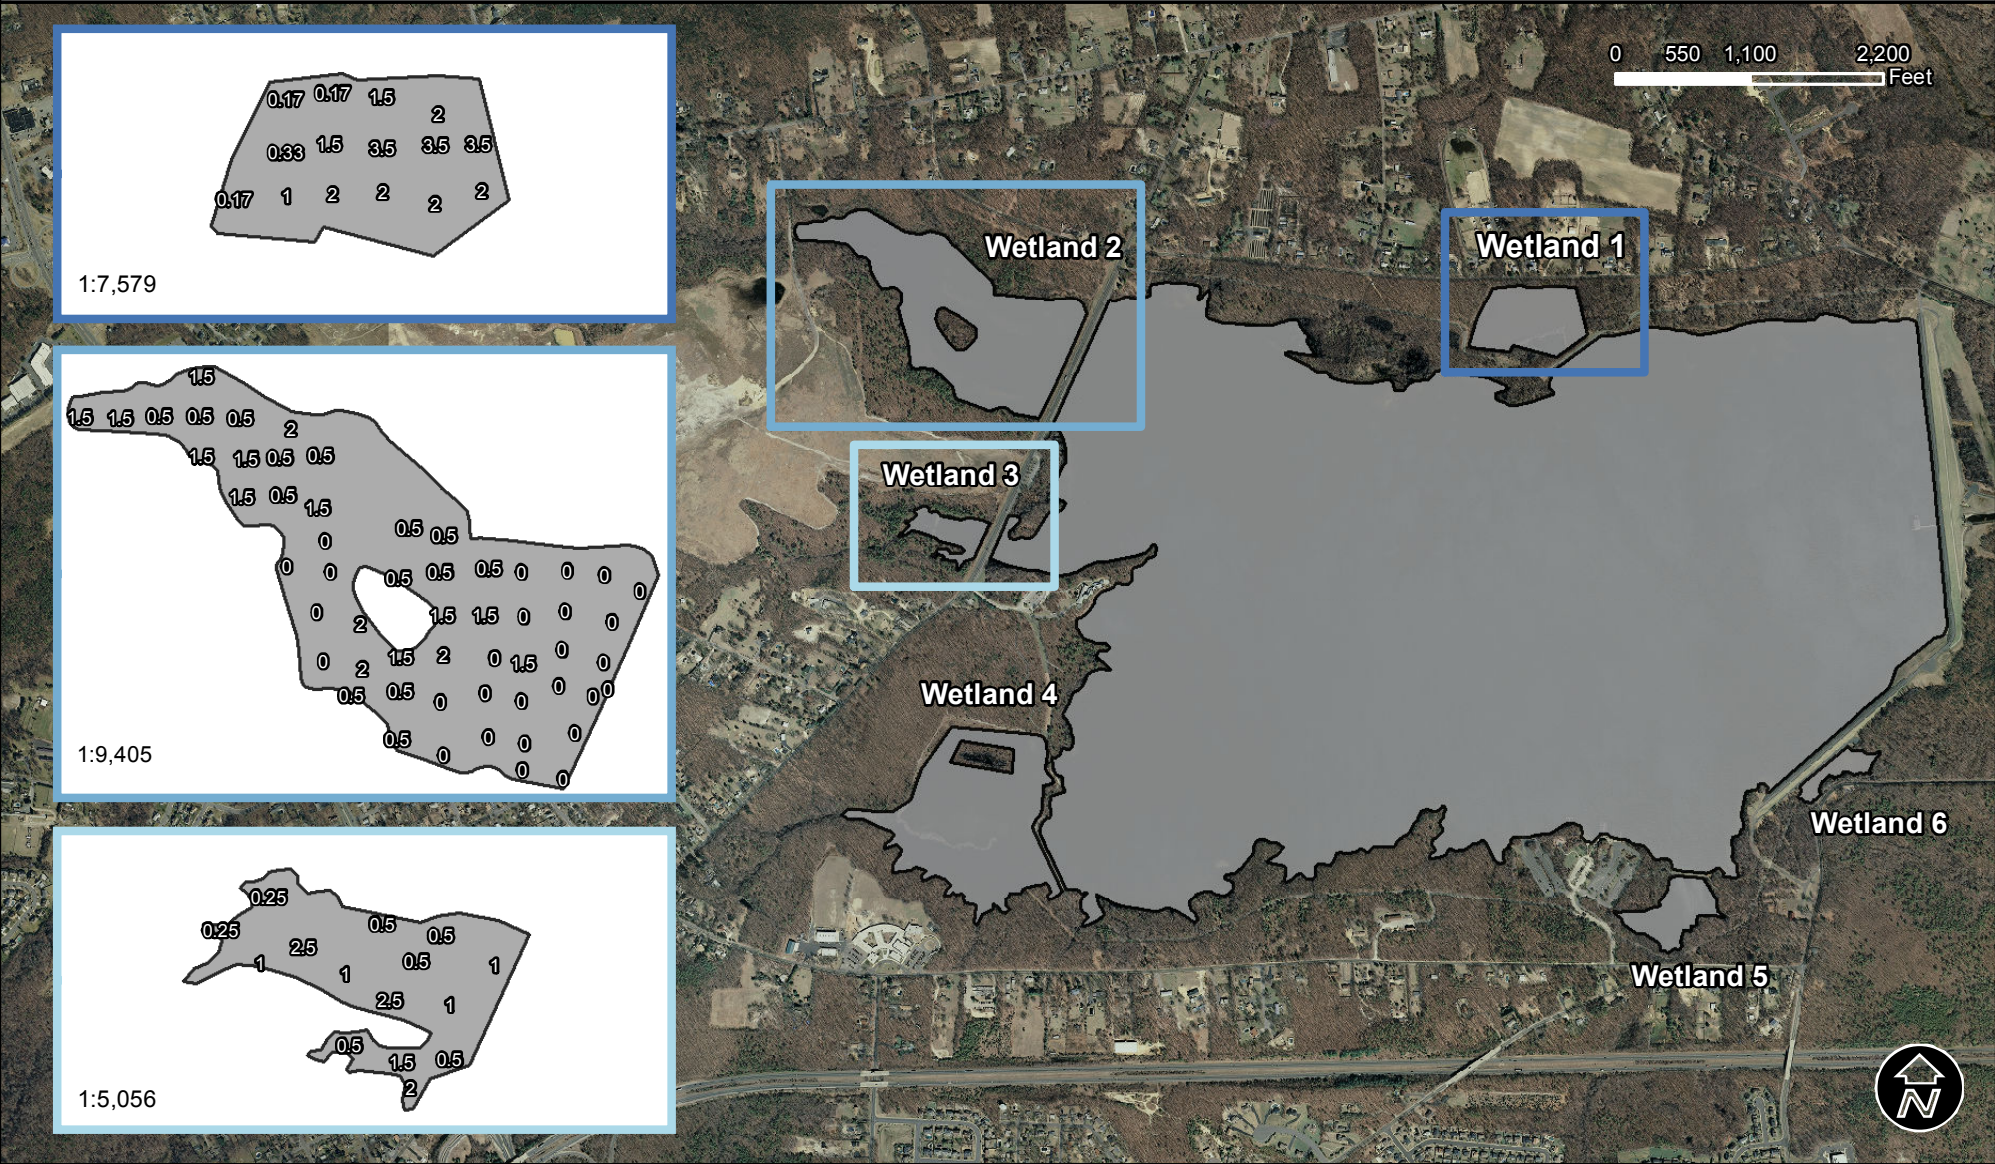 0 550 1,100 2,200
Feet
0.17 0.17 1.5
2
0.33 1.5 3.5 3.5 3.5
0.17 1 2 2 2 2
1:7,579
Wetland 2
Wetland 1
1.5
1.5 1.5 0.5 0.5 0.5
2
1.5 1.5 0.5 0.5
1.5 0.5
1.5
0.5 0.5
0
0 0 0.5 0.5 0.5 0 0 0
0
0 2 1.5 1.5 0 0 0
0 2 1.5 2 0 1.5 0 0
0.5 0.5 0 0 0 0 0 0
0.5 0 0 0 0
0 0
1:9,405
Wetland 3
Wetland 4
0.25
0.25 0.5 0.5
1 2.5 1 0.5 1
2.5 1
0.5 1.5 0.5
2
1:5,056
Wetland 6
Wetland 5
N